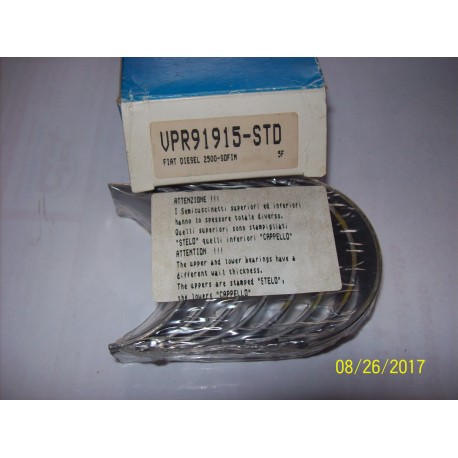 VPR91915-STD
FIAT DIESEL 2500-SOFIM
5F
ATTENZIONE !!!
I Semicuscinetti superiori ed inferiori
hanno lo spessore totale diverso.
Quelli superiori sono stampigliati
"STELO" quelli inferiori "CAPPELLO"
ATTENTION !!!
The upper and lower bearings have a
different wait thickness.
The uppers are stamped "STELO",
the lowers "CAPPELLO"
08/26/2017